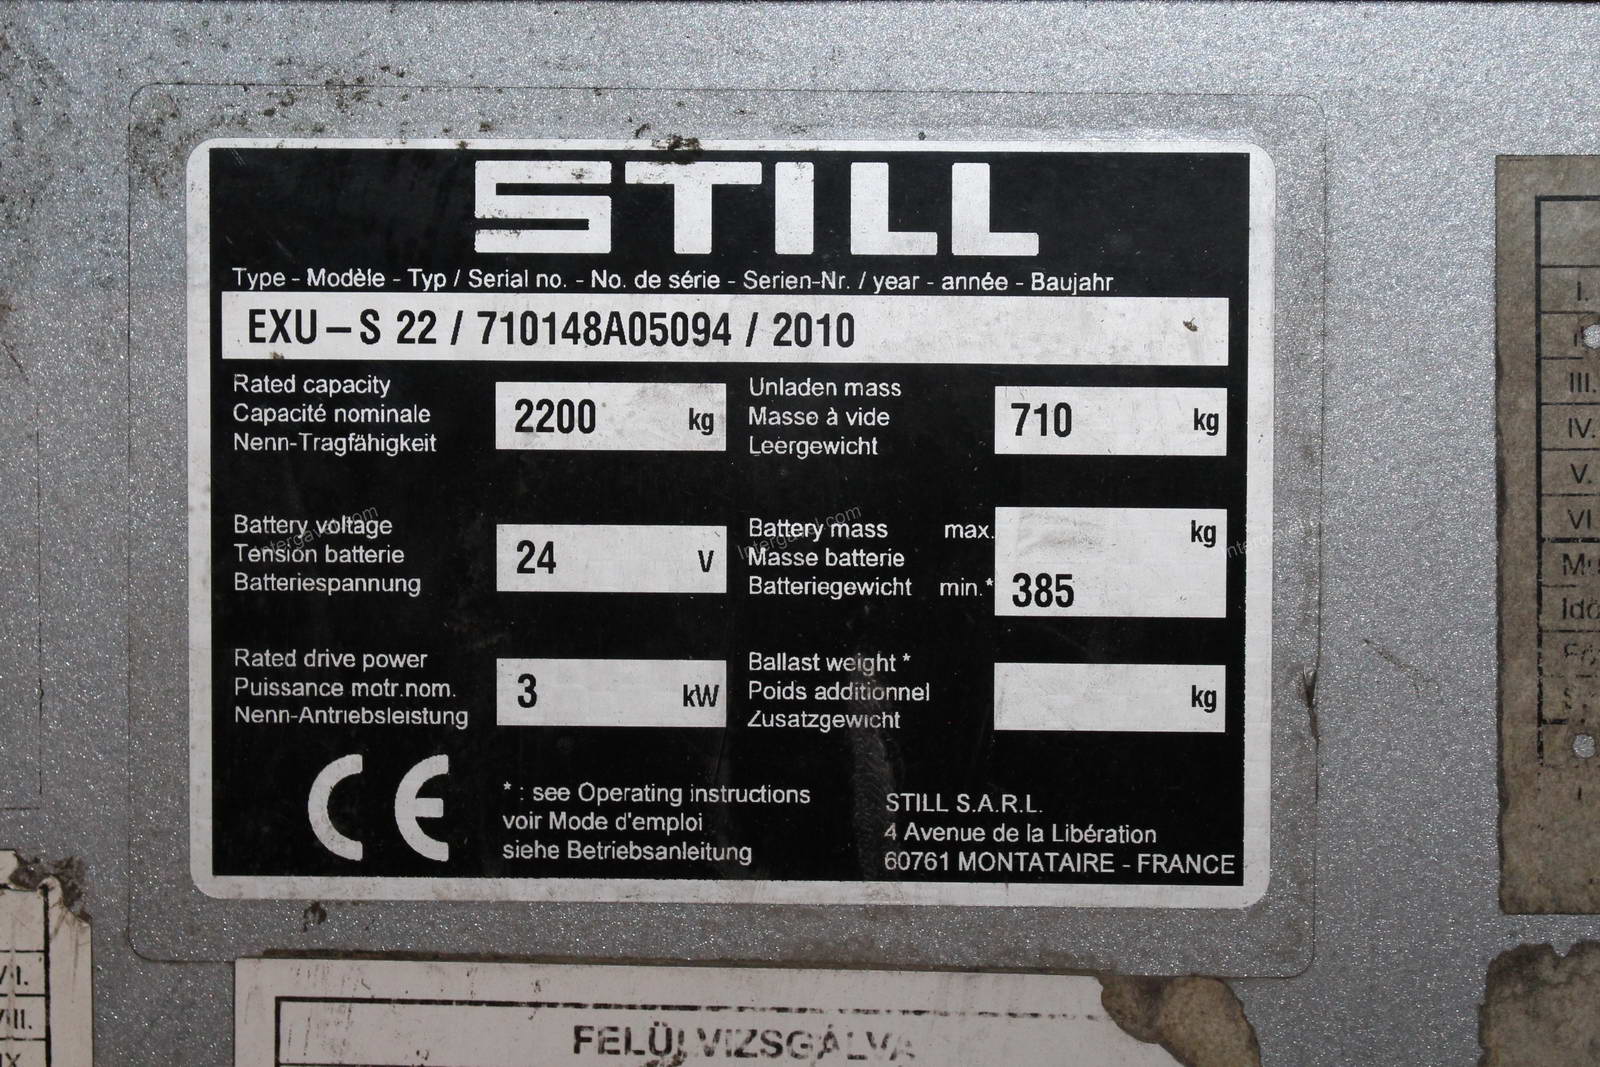 STILL
Type - Modèle - Typ / Serial no. - No. de série - Serien-Nr. / year - année - Baujahr
EXU – S 22 / 710148A05094 / 2010
Rated capacity
Capacité nominale
Nenn-Tragfähigkeit
2200 kg
Unladen mass
Masse à vide
Leergewicht
710 kg
Battery voltage
Tension batterie
Batteriespannung
24 V
Battery mass max. kg
Masse batterie
Batteriegewicht min.* 385
Rated drive power
Puissance motr.nom.
Nenn-Antriebsleistung
3 kW
Ballast weight *
Poids additionnel
Zusatzgewicht
kg
CE
* : see Operating instructions
voir Mode d'emploi
siehe Betriebsanleitung
STILL S.A.R.L.
4 Avenue de la Libération
60761 MONTATAIRE - FRANCE
FELÜLVIZSGÁLVA
I.
III.
IV.
V.
VI